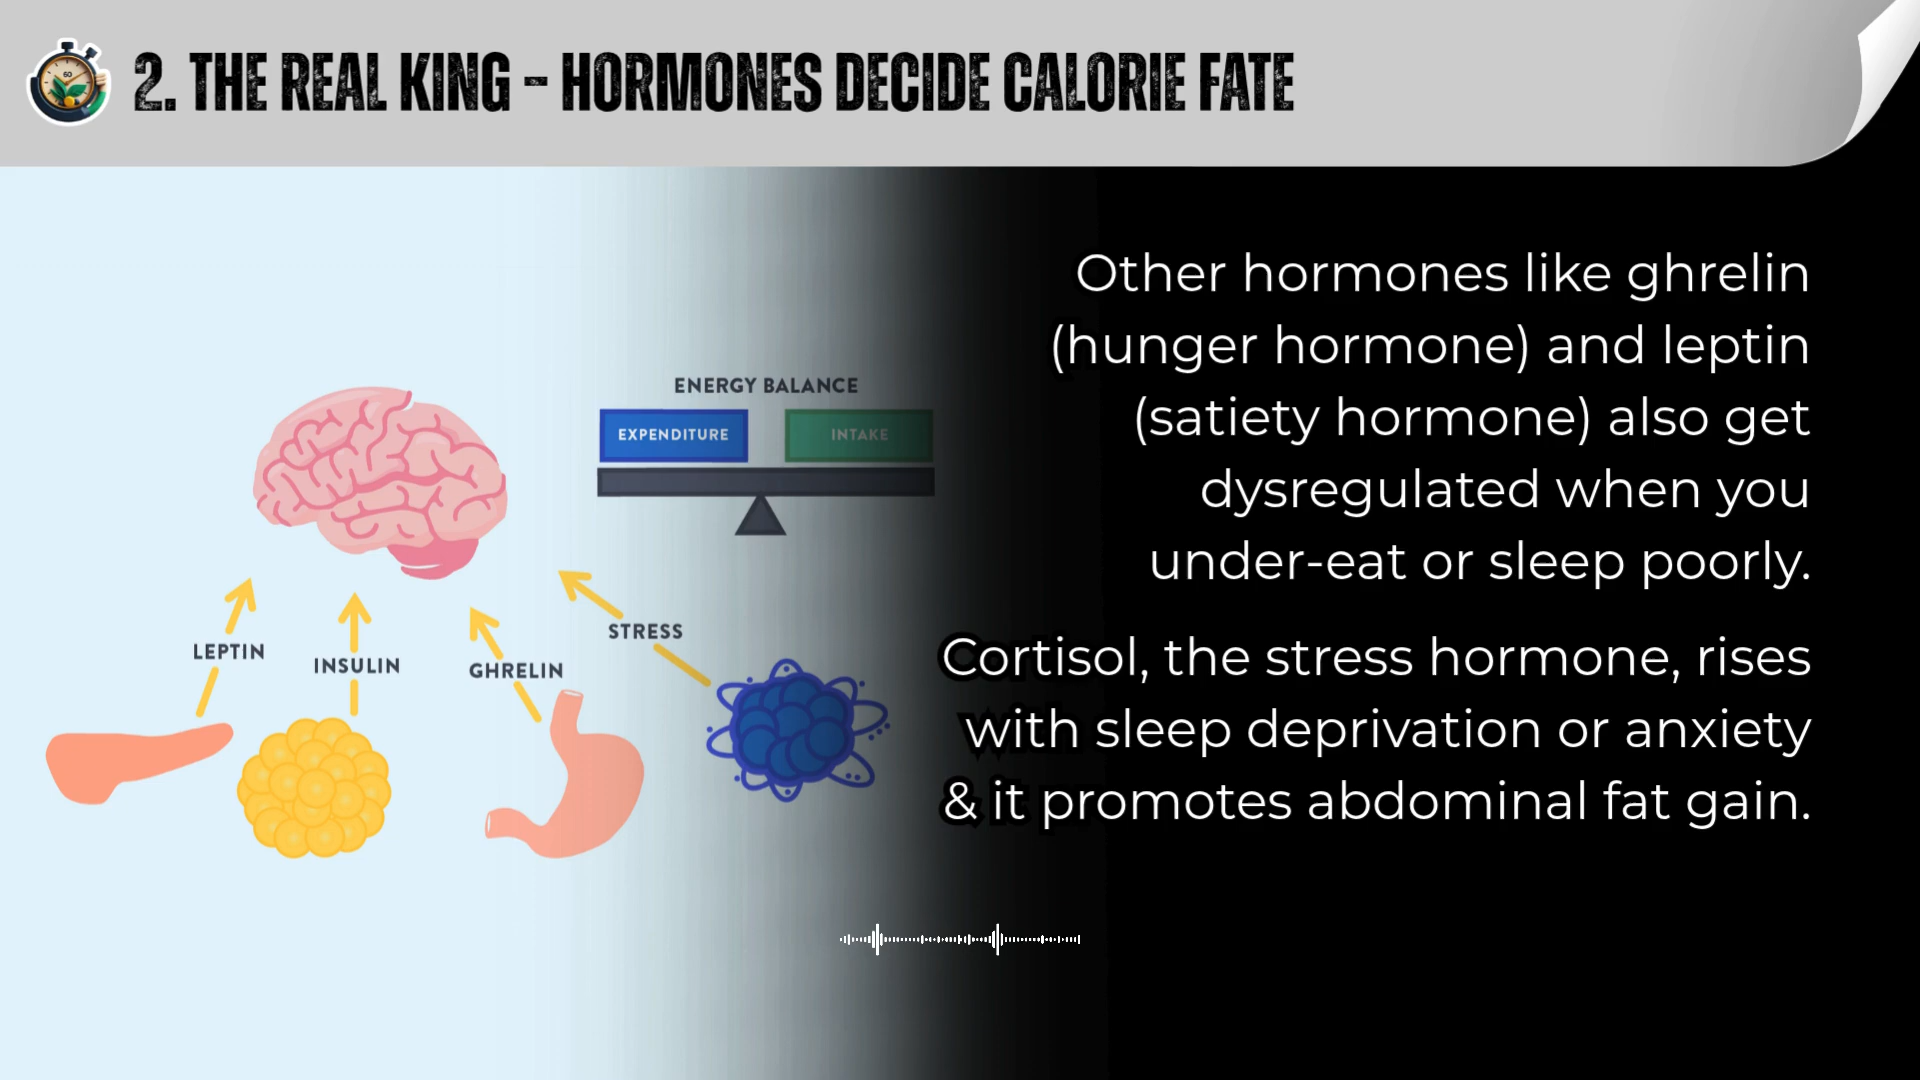 60
2. THE REAL KING - HORMONES DECIDE CALORIE FATE
ENERGY BALANCE
EXPENDITURE
INTAKE
LEPTIN
INSULIN
GHRELIN
STRESS
Other hormones like ghrelin
(hunger hormone) and leptin
(satiety hormone) also get
dysregulated when you
under-eat or sleep poorly.
Cortisol, the stress hormone, rises
with sleep deprivation or anxiety
& it promotes abdominal fat gain.